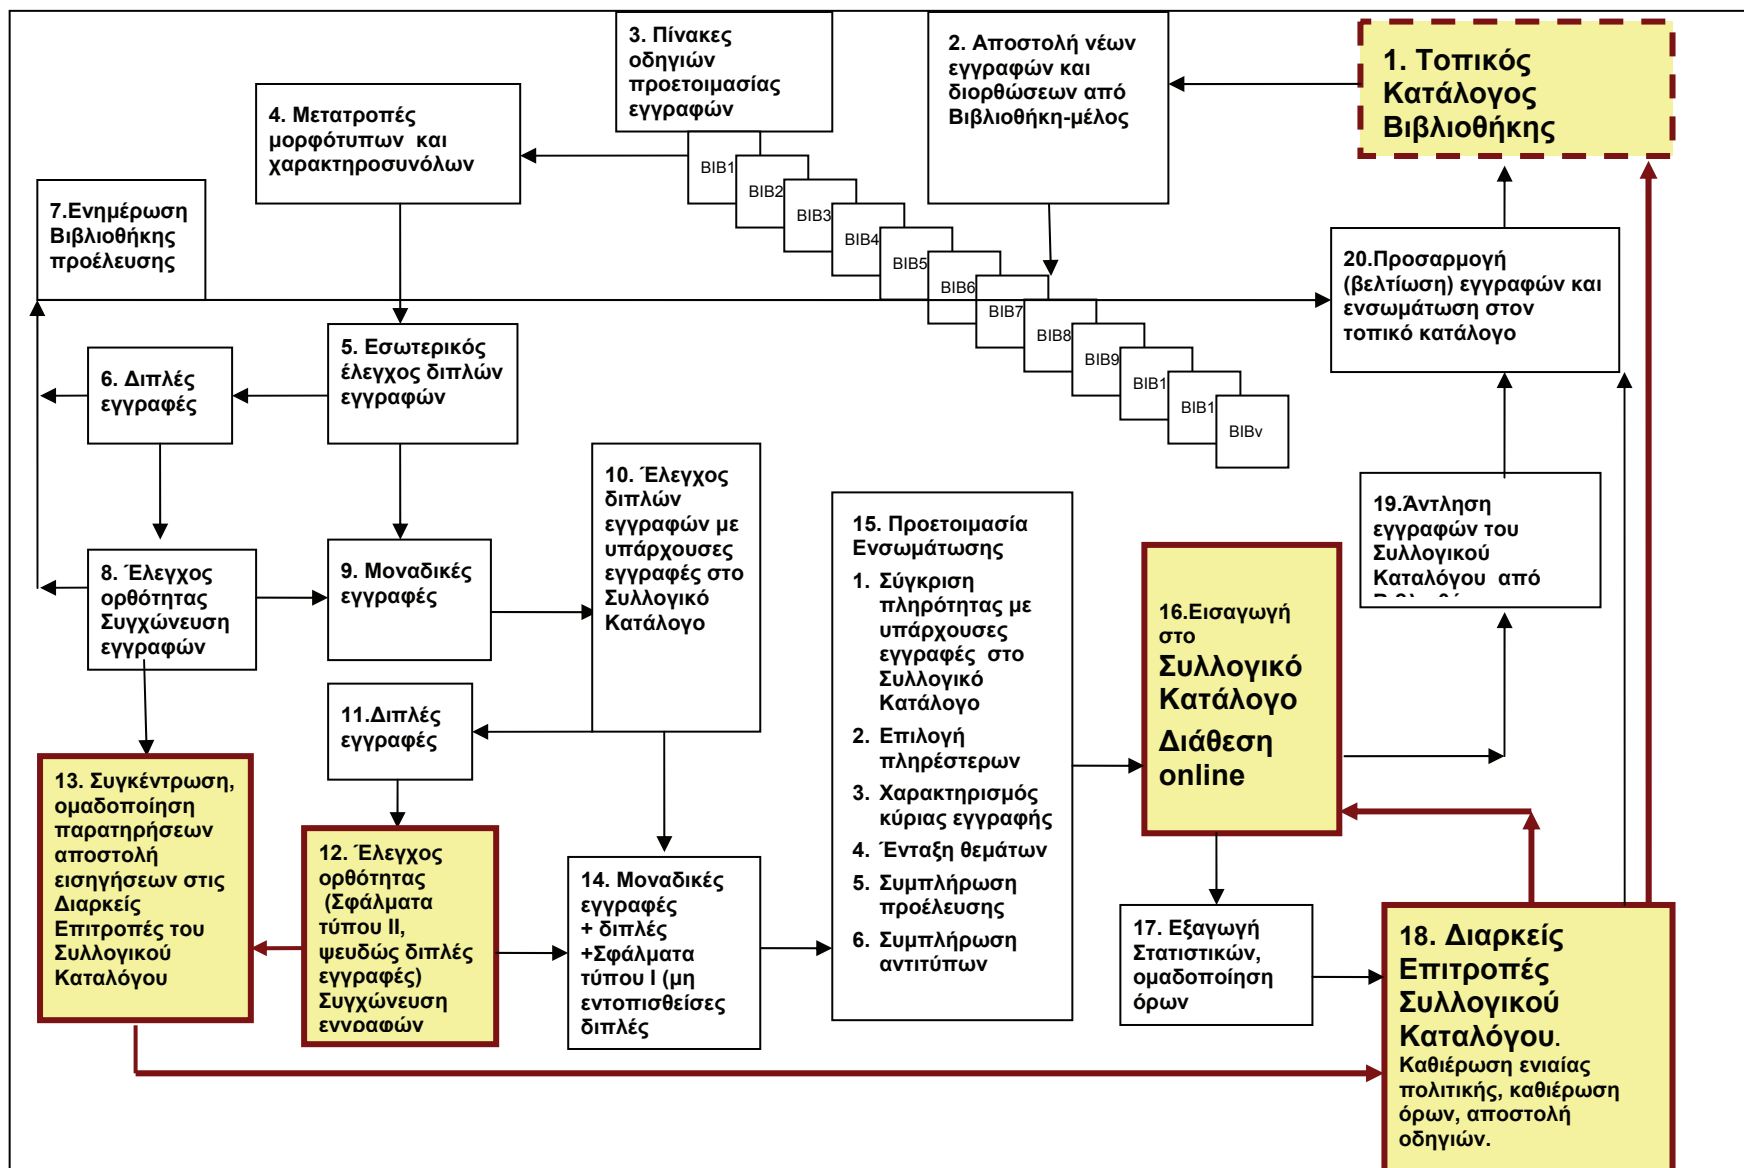 1. Τοπικός
Κατάλογος
Βιβλιοθήκης
2. Αποστολή νέων
εγγραφών και
διορθώσεων από
Βιβλιοθήκη-μέλος
3. Πίνακες
οδηγιών
προετοιμασίας
εγγραφών
BIB1
BIB2
BIB3
BIB4
BIB5
BIB6
BIB7
BIB8
BIB9
BIB1
BIB1
BIBν
4. Μετατροπές
μορφότυπων και
χαρακτηροσυνόλων
5. Εσωτερικός
έλεγχος διπλών
εγγραφών
6. Διπλές
εγγραφές
7.Ενημέρωση
Βιβλιοθήκης
προέλευσης
8. Έλεγχος
ορθότητας
Συγχώνευση
εγγραφών
9. Μοναδικές
εγγραφές
10. Έλεγχος
διπλών
εγγραφών με
υπάρχουσες
εγγραφές στο
Συλλογικό
Κατάλογο
11.Διπλές
εγγραφές
12. Έλεγχος
ορθότητας
(Σφάλματα
τύπου ΙΙ,
ψευδώς διπλές
εγγραφές)
Συγχώνευση
εγγραφών
13. Συγκέντρωση,
ομαδοποίηση
παρατηρήσεων
αποστολή
εισηγήσεων στις
Διαρκείς
Επιτροπές του
Συλλογικού
Καταλόγου
14. Μοναδικές
εγγραφές
+ διπλές
+Σφάλματα
τύπου Ι (μη
εντοπισθείσες
διπλές
15. Προετοιμασία
Ενσωμάτωσης
1. Σύγκριση
πληρότητας με
υπάρχουσες
εγγραφές στο
Συλλογικό
Κατάλογο
2. Επιλογή
πληρέστερων
3. Χαρακτηρισμός
κύριας εγγραφής
4. Ένταξη θεμάτων
5. Συμπλήρωση
προέλευσης
6. Συμπλήρωση
αντιτύπων
16.Εισαγωγή
στο
Συλλογικό
Κατάλογο
Διάθεση
online
17. Εξαγωγή
Στατιστικών,
ομαδοποίηση
όρων
18. Διαρκείς
Επιτροπές
Συλλογικού
Καταλόγου.
Καθιέρωση ενιαίας
πολιτικής, καθιέρωση
όρων, αποστολή
οδηγιών.
19.Άντληση
εγγραφών του
Συλλογικού
Καταλόγου από
20.Προσαρμογή
(βελτίωση) εγγραφών και
ενσωμάτωση στον
τοπικό κατάλογο